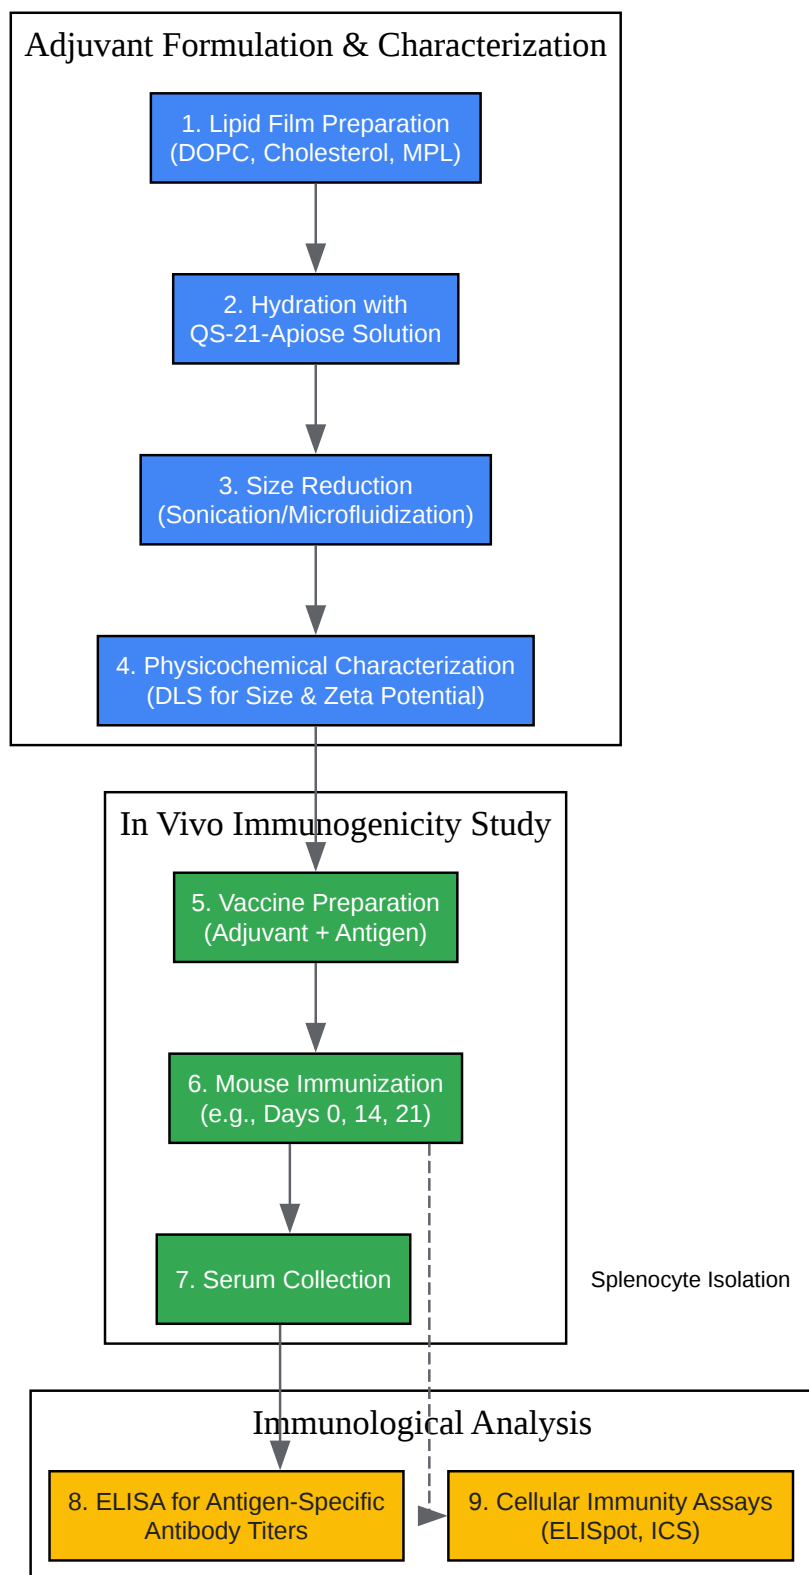 Adjuvant Formulation & Characterization
1. Lipid Film Preparation
(DOPC, Cholesterol, MPL)
2. Hydration with
QS-21-Apiose Solution
3. Size Reduction
(Sonication/Microfluidization)
4. Physicochemical Characterization
(DLS for Size & Zeta Potential)
In Vivo Immunogenicity Study
5. Vaccine Preparation
(Adjuvant + Antigen)
6. Mouse Immunization
(e.g., Days 0, 14, 21)
7. Serum Collection
Splenocyte Isolation
Immunological Analysis
8. ELISA for Antigen-Specific
Antibody Titers
9. Cellular Immunity Assays
(ELISpot, ICS)